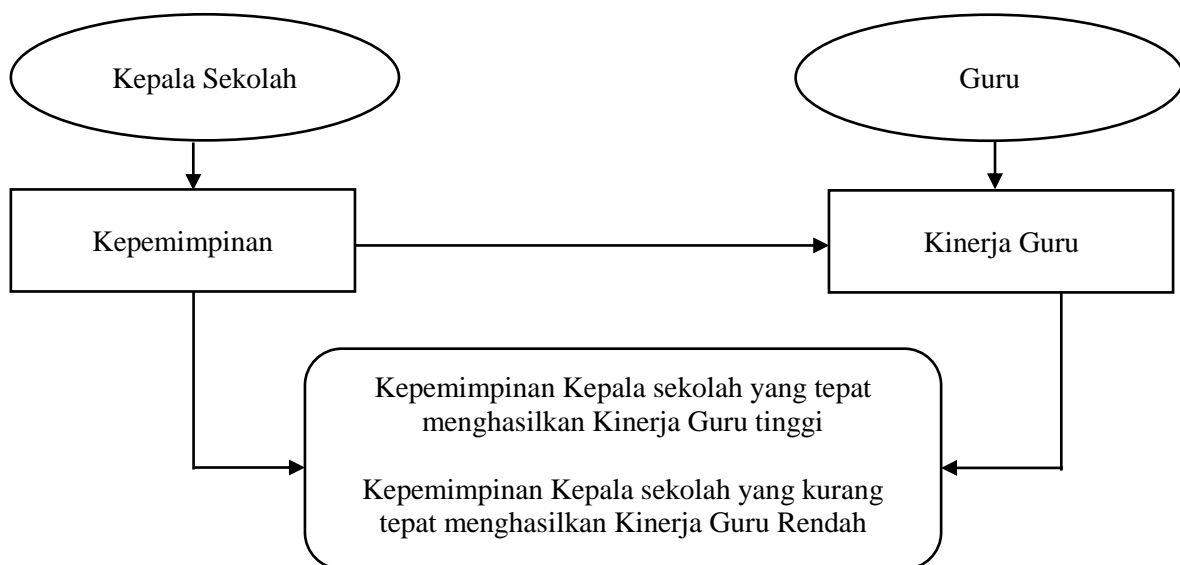 Kepala Sekolah
Guru
Kepemimpinan
Kinerja Guru
Kepemimpinan Kepala sekolah yang tepat
menghasilkan Kinerja Guru tinggi
Kepemimpinan Kepala sekolah yang kurang
tepat menghasilkan Kinerja Guru Rendah